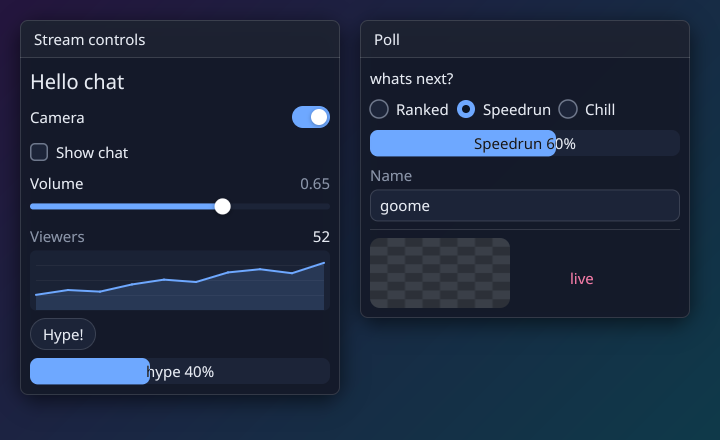 Stream controls
Hello chat
Camera
Show chat
Volume 0.65
Viewers 52
Hype!
hype 40%
Poll
whats next?
Ranked Speedrun Chill
Speedrun 60%
Name
goome
live